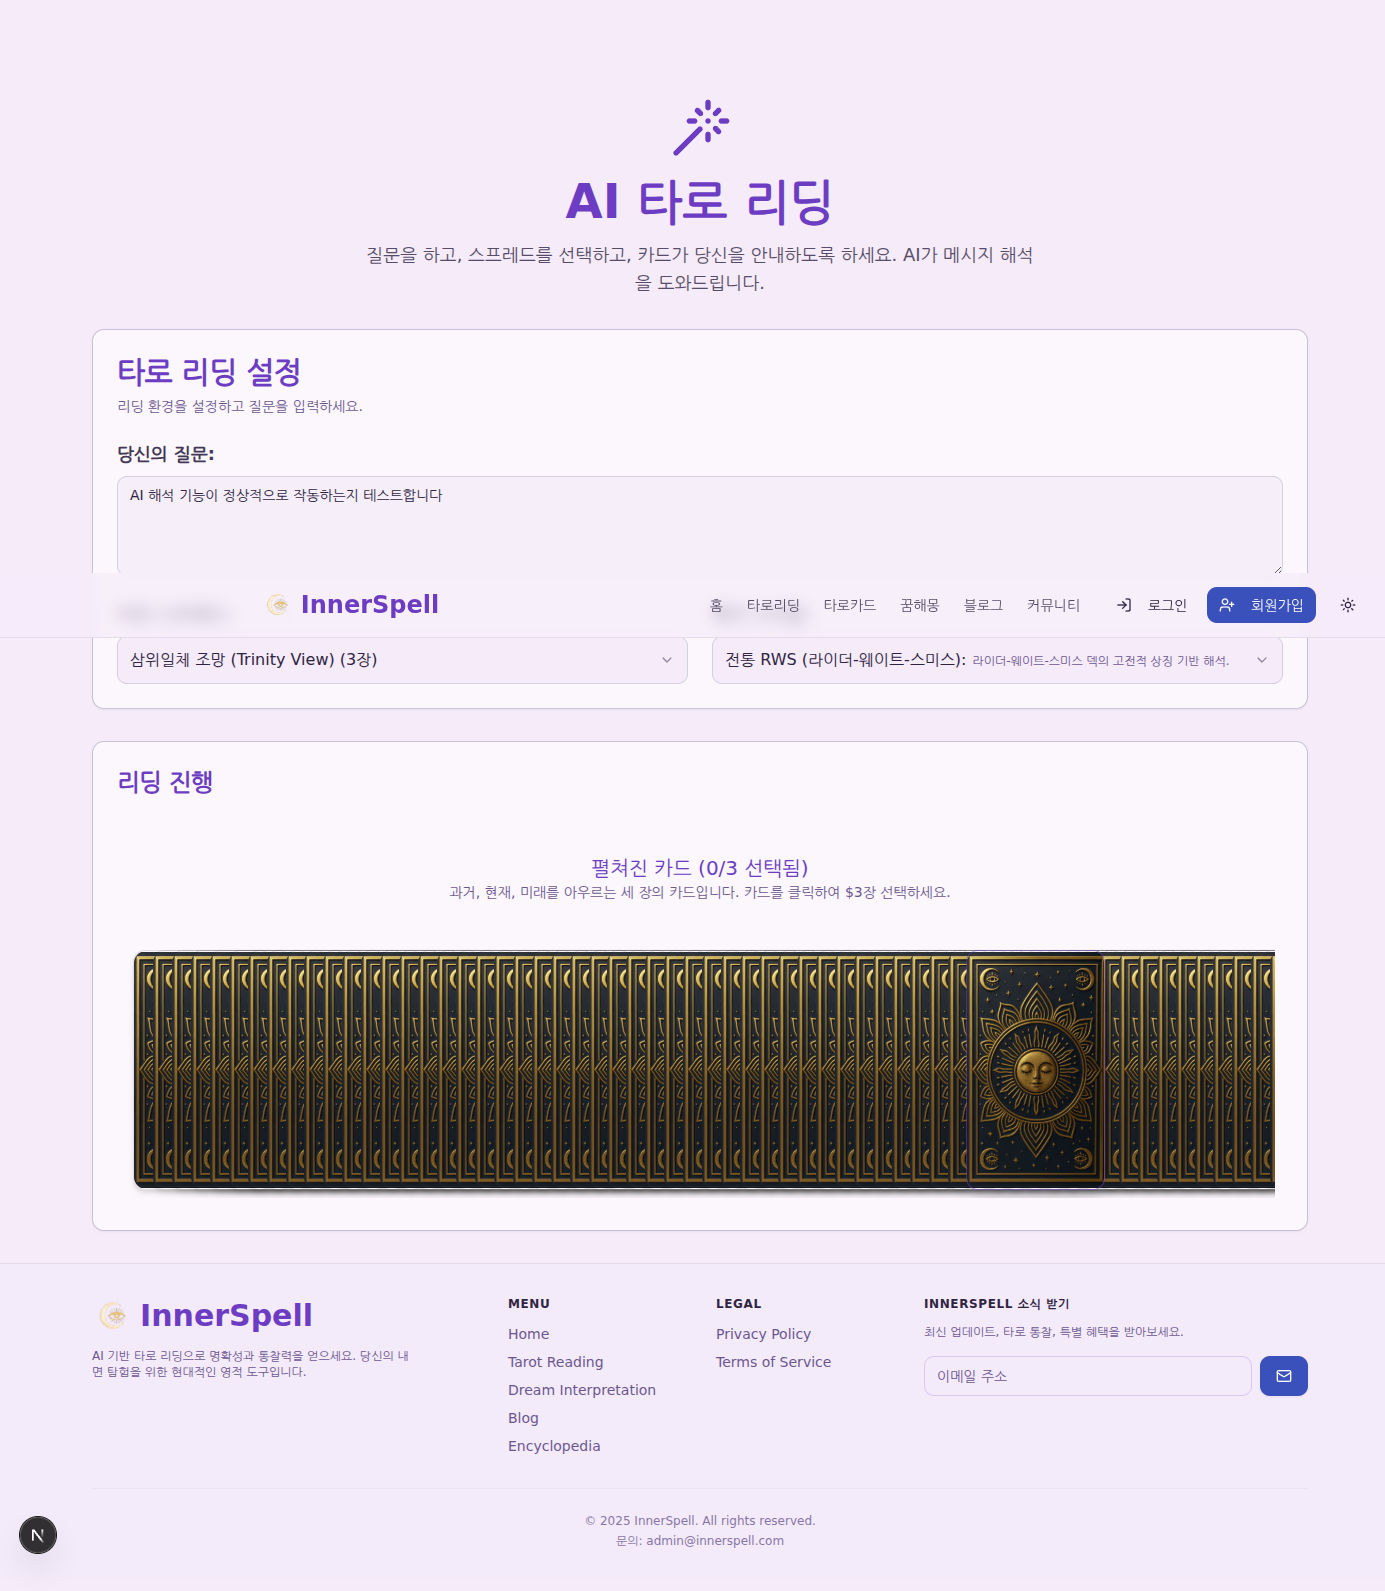 AI 타로 리딩
질문을 하고, 스프레드를 선택하고, 카드가 당신을 안내하도록 하세요. AI가 메시지 해석
을 도와드립니다.
타로 리딩 설정
리딩 환경을 설정하고 질문을 입력하세요.
당신의 질문:
AI 해석 기능이 정상적으로 작동하는지 테스트합니다
InnerSpell 홈 타로리딩 타로카드 꿈해몽 블로그 커뮤니티 로그인 회원가입
삼위일체 조망 (Trinity View) (3장)
전통 RWS (라이더-웨이트-스미스): 라이더-웨이트-스미스 덱의 고전적 상징 기반 해석.
리딩 진행
펼쳐진 카드 (0/3 선택됨)
과거, 현재, 미래를 아우르는 세 장의 카드입니다. 카드를 클릭하여 $3장 선택하세요.
InnerSpell
AI 기반 타로 리딩으로 명확성과 통찰력을 얻으세요. 당신의 내
면 탐험을 위한 현대적인 영적 도구입니다.
MENU
Home
Tarot Reading
Dream Interpretation
Blog
Encyclopedia
LEGAL
Privacy Policy
Terms of Service
INNERSPELL 소식 받기
최신 업데이트, 타로 통찰, 특별 혜택을 받아보세요.
이메일 주소
© 2025 InnerSpell. All rights reserved.
문의: admin@innerspell.com